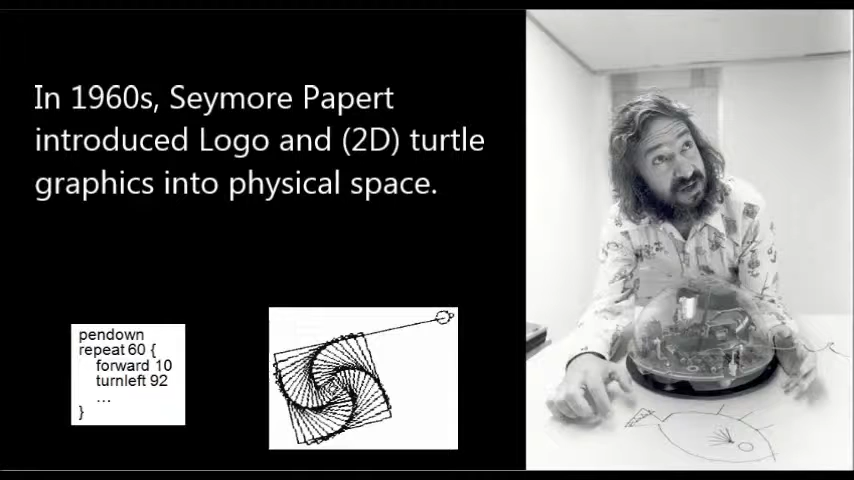 In 1960s, Seymore Papert
introduced Logo and (2D) turtle
graphics into physical space.
pendown
repeat 60 {
forward 10
turnleft 92
...
}